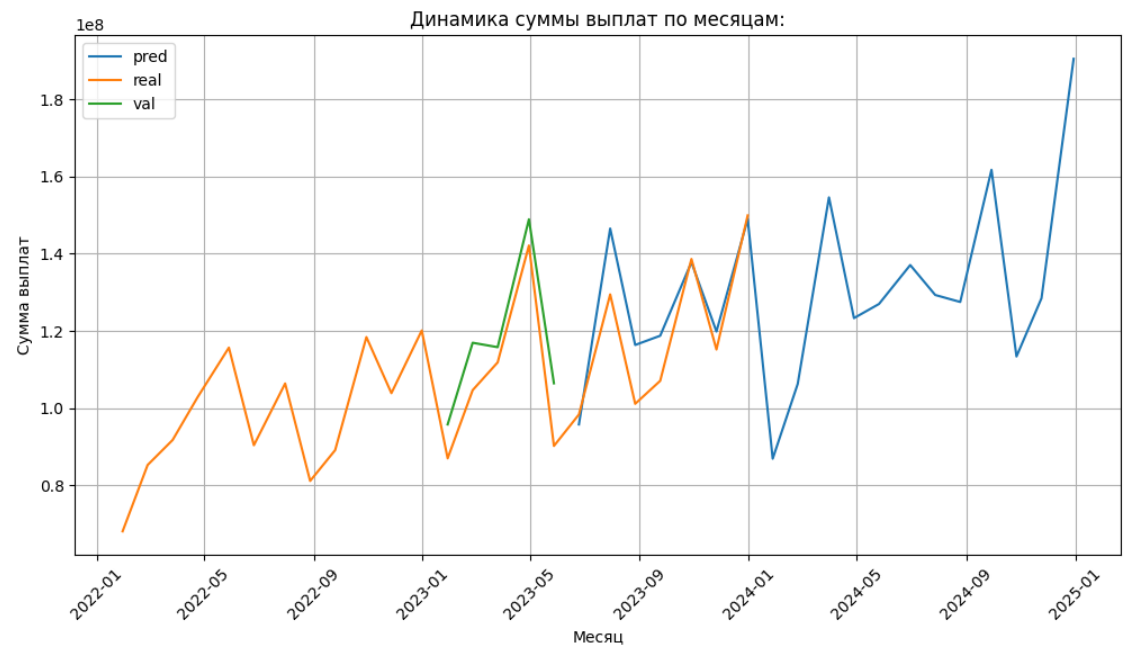 Динамика суммы выплат по месяцам:
1e8
pred
real
val
1.8
1.6
1.4
1.2
1.0
0.8
Сумма выплат
2022-01
2022-05
2022-09
2023-01
2023-05
2023-09
2024-01
2024-05
2024-09
2025-01
Месяц